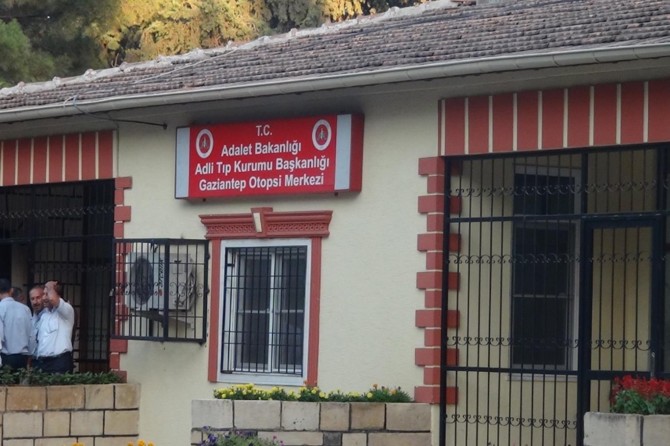 T.C.
Adalet Bakanlığı
Adli Tıp Kurumu Başkanlığı
Gaziantep Otopsi Merkezi